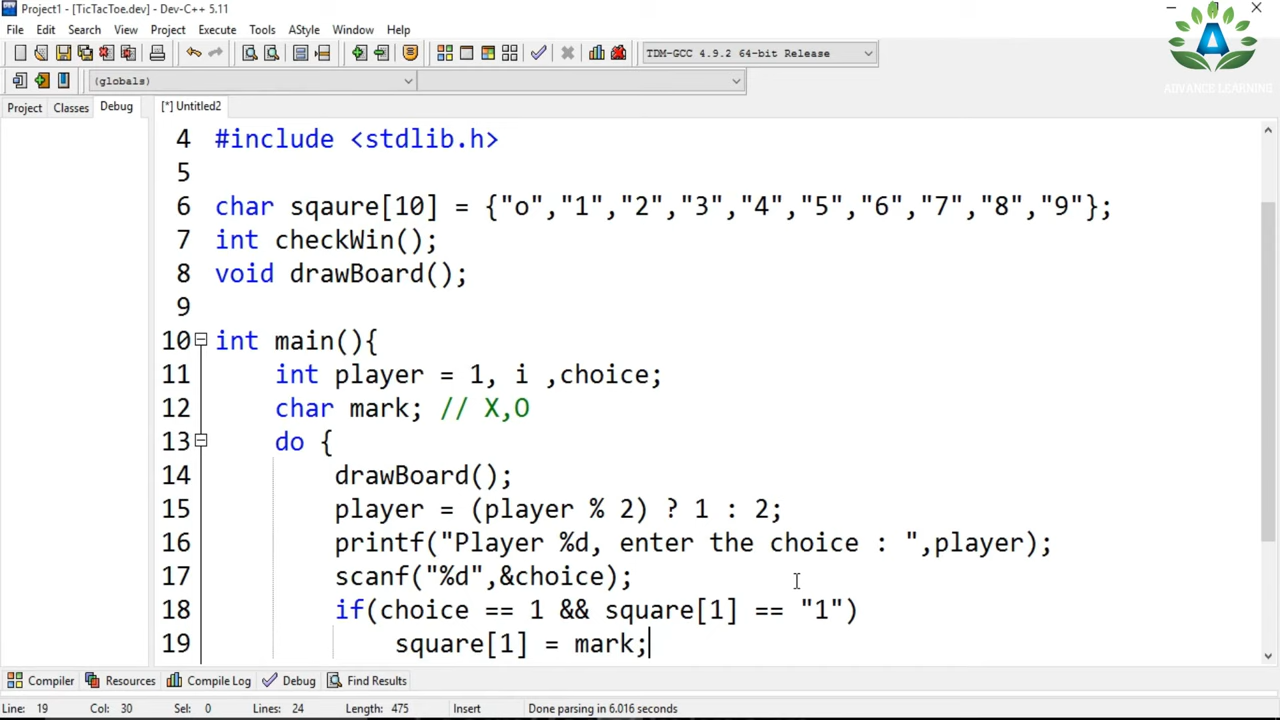 Project1 - [TicTacToe.dev] - Dev-C++ 5.11
File Edit Search View Project Execute Tools AStyle Window Help
TDM-GCC 4.9.2 64-bit Release
ADVANCE LEARNING
(globals)
Project Classes Debug [*] Untitled2
4 #include <stdlib.h>
5
6 char sqaure[10] = {"o","1","2","3","4","5","6","7","8","9"};
7 int checkWin();
8 void drawBoard();
9
10 int main(){
11 int player = 1, i ,choice;
12 char mark; // X,O
13 do {
14 drawBoard();
15 player = (player % 2) ? 1 : 2;
16 printf("Player %d, enter the choice : ",player);
17 scanf("%d",&choice);
18 if(choice == 1 && square[1] == "1")
19 square[1] = mark;
Compiler Resources Compile Log Debug Find Results
Line: 19 Col: 30 Sel: 0 Lines: 24 Length: 475 Insert Done parsing in 6.016 seconds